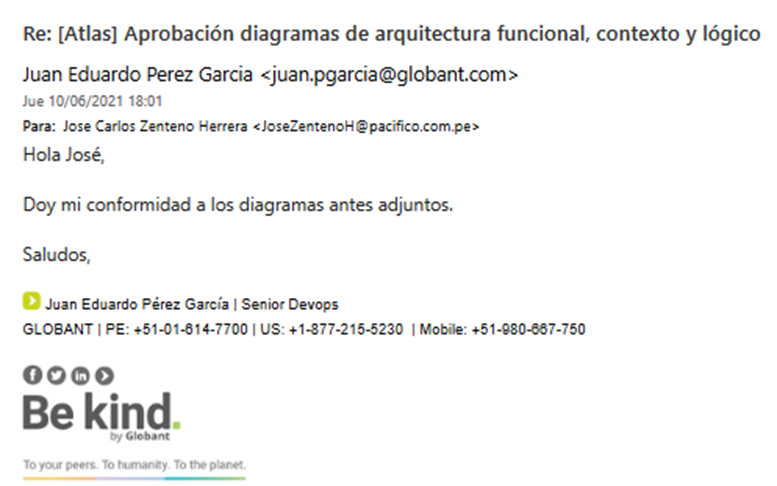 Re: [Atlas] Aprobación diagramas de arquitectura funcional, contexto y lógico
Juan Eduardo Perez Garcia <juan.pgarcia@globant.com>
Jue 10/06/2021 18:01
Para: Jose Carlos Zenteno Herrera <JoseZentenoH@pacifico.com.pe>
Hola José,
Doy mi conformidad a los diagramas antes adjuntos.
Saludos,
Juan Eduardo Pérez García | Senior Devops
GLOBANT | PE: +51-01-614-7700 | US: +1-877-215-5230 | Mobile: +51-980-667-750
Be kind.
by Globant
To your peers. To humanity. To the planet.